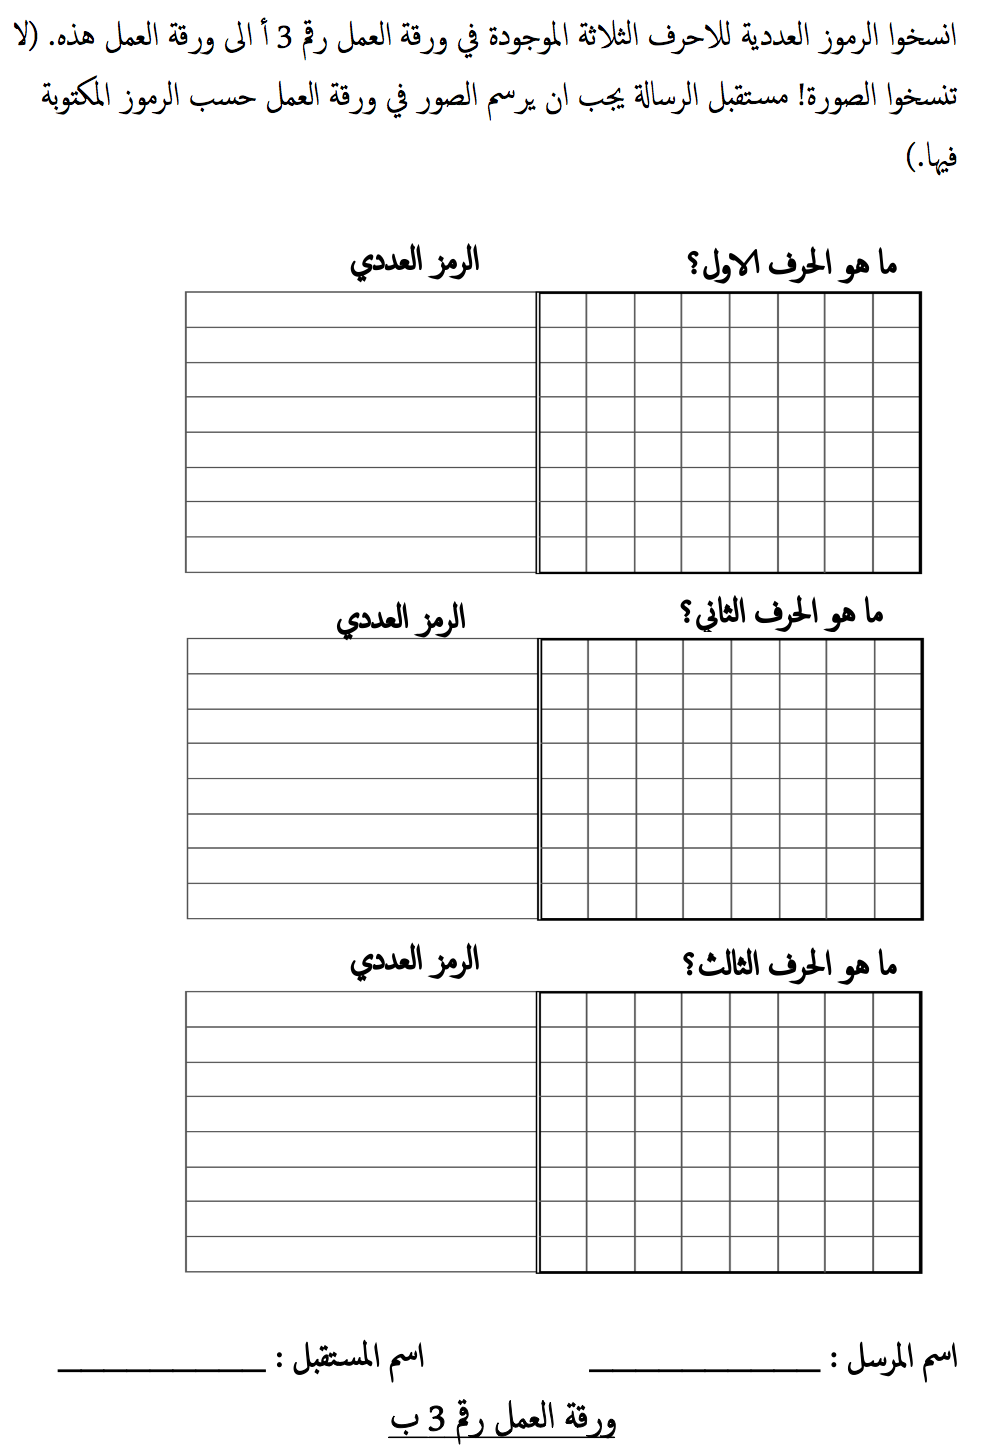 انسخوا الرموز العددية للاحرف الثلاثة الموجودة في ورقة العمل رقم 3 أ الى ورقة العمل هذه. (لا
تنسخوا الصورة! مستقبل الرسالة يجب ان يرسم الصور في ورقة العمل حسب الرموز المكتوبة
فيها.)
ما هو الحرف الاول؟ الرمز العددي
ما هو الحرف الثاني؟ الرمز العددي
ما هو الحرف الثالث؟ الرمز العددي
اسم المرسل : ______________ اسم المستقبل : ______________
ورقة العمل رقم 3 ب